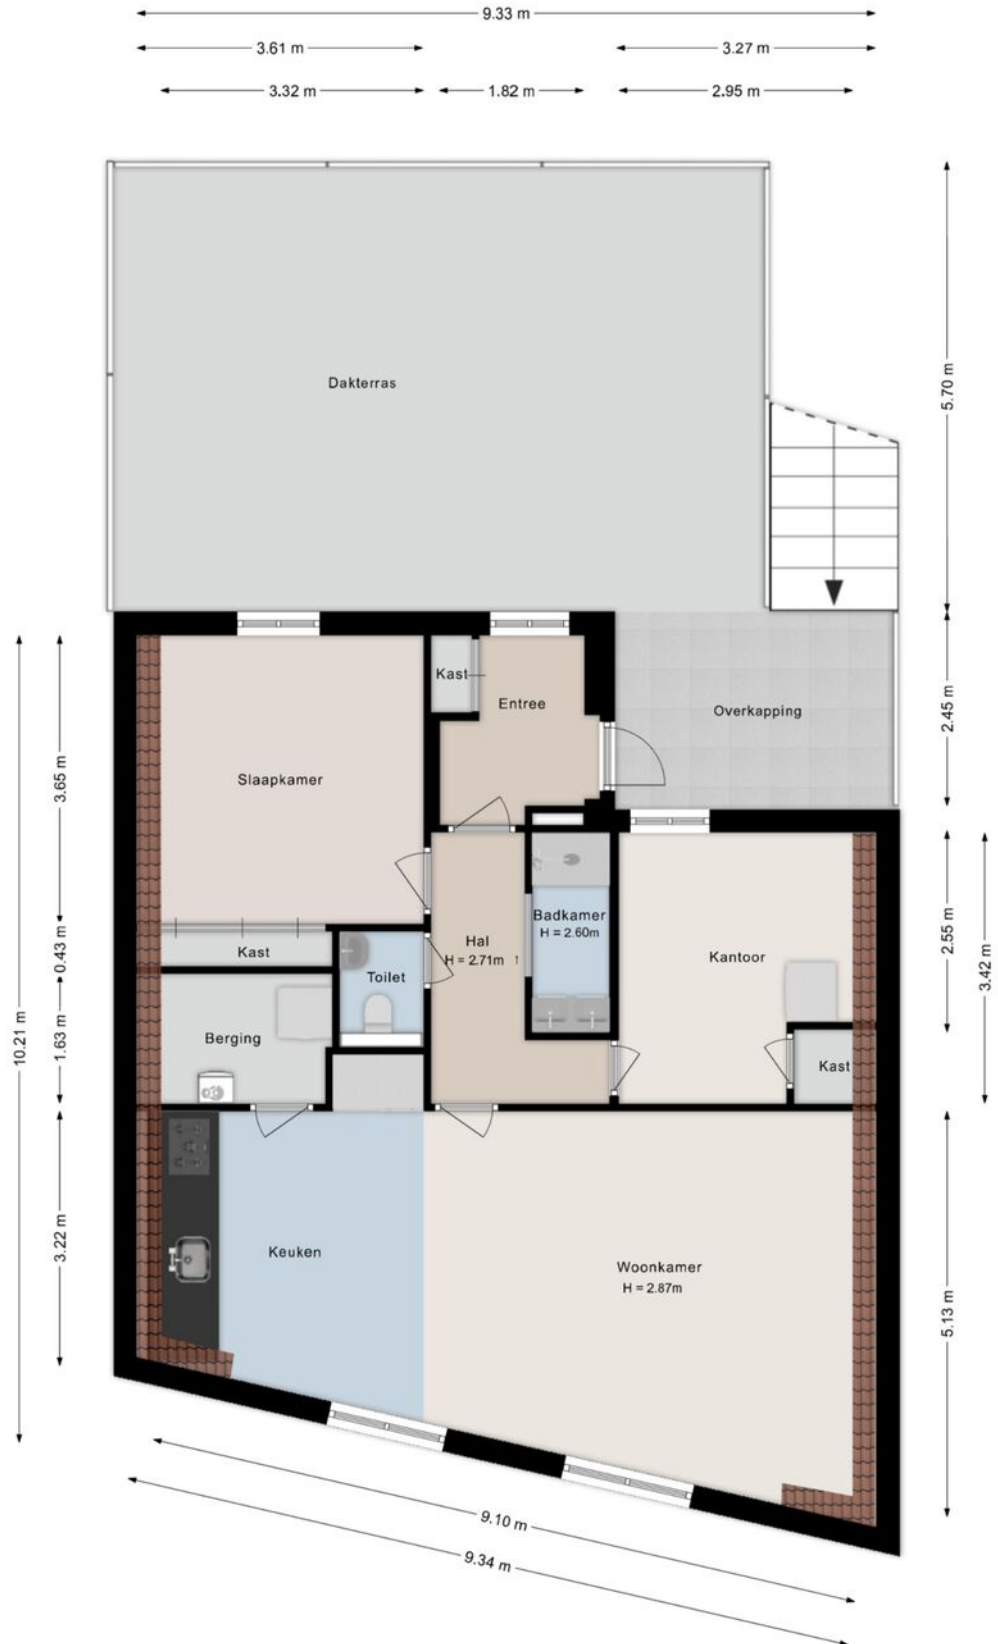 9.33 m
3.61 m
3.27 m
3.32 m
1.82 m
2.95 m
Dakterras
5.70 m
Kast
Entree
Overkapping
2.45 m
Slaapkamer
3.65 m
Badkamer
H = 2.60m
Hal
H = 2.71m
Kast
Toilet
Kantoor
0.43 m
2.55 m
3.42 m
Berging
Kast
1.63 m
10.21 m
Keuken
Woonkamer
H = 2.87m
3.22 m
5.13 m
9.10 m
9.34 m